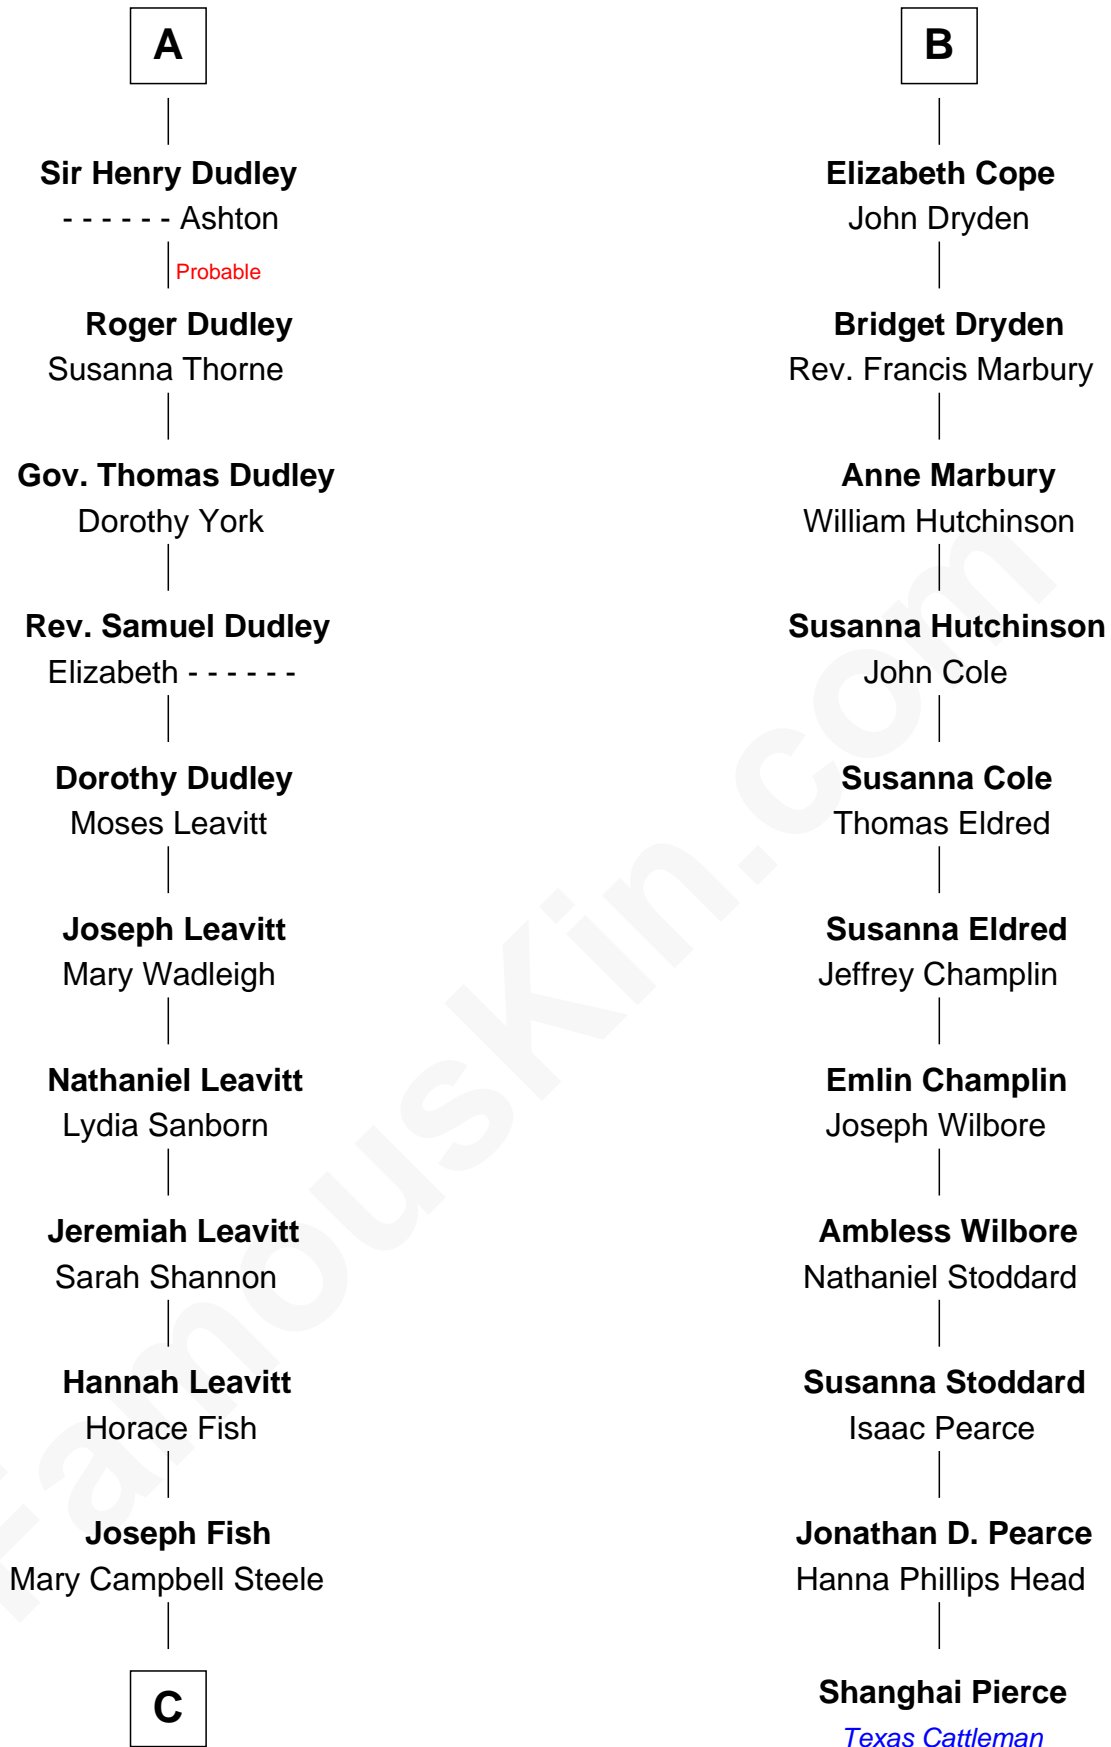 A
Sir Henry Dudley
- - - - - - Ashton
Probable
Roger Dudley
Susanna Thorne
Gov. Thomas Dudley
Dorothy York
Rev. Samuel Dudley
Elizabeth - - - - - -
Dorothy Dudley
Moses Leavitt
Joseph Leavitt
Mary Wadleigh
Nathaniel Leavitt
Lydia Sanborn
Jeremiah Leavitt
Sarah Shannon
Hannah Leavitt
Horace Fish
Joseph Fish
Mary Campbell Steele
C
B
Elizabeth Cope
John Dryden
Bridget Dryden
Rev. Francis Marbury
Anne Marbury
William Hutchinson
Susanna Hutchinson
John Cole
Susanna Cole
Thomas Eldred
Susanna Eldred
Jeffrey Champlin
Emlin Champlin
Joseph Wilbore
Ambless Wilbore
Nathaniel Stoddard
Susanna Stoddard
Isaac Pearce
Jonathan D. Pearce
Hanna Phillips Head
Shanghai Pierce
Texas Cattleman
FamousKin.com